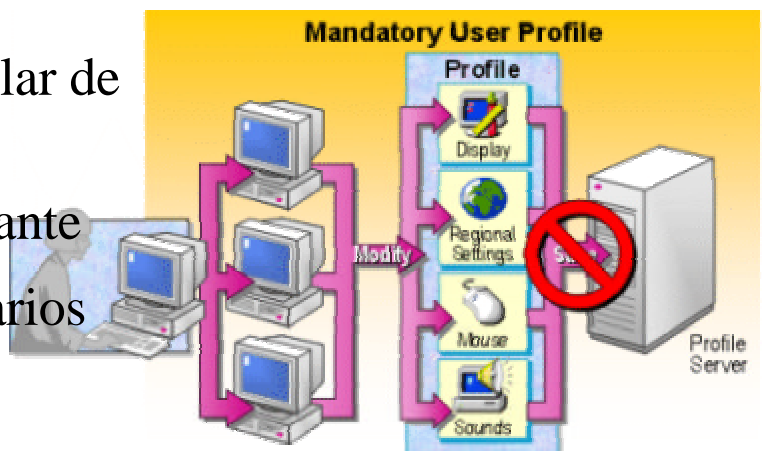 Mandatory User Profile
lar de
ante
arios
Profile
Display
Regional
Settings
Mouse
Sounds
Modify
Profile
Server